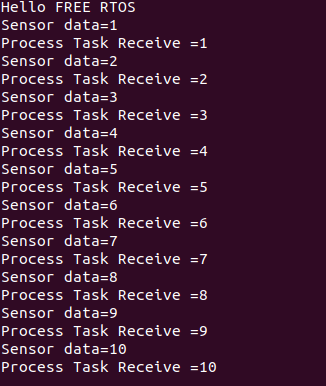 Hello FREE RTOS
Sensor data=1
Process Task Receive =1
Sensor data=2
Process Task Receive =2
Sensor data=3
Process Task Receive =3
Sensor data=4
Process Task Receive =4
Sensor data=5
Process Task Receive =5
Sensor data=6
Process Task Receive =6
Sensor data=7
Process Task Receive =7
Sensor data=8
Process Task Receive =8
Sensor data=9
Process Task Receive =9
Sensor data=10
Process Task Receive =10